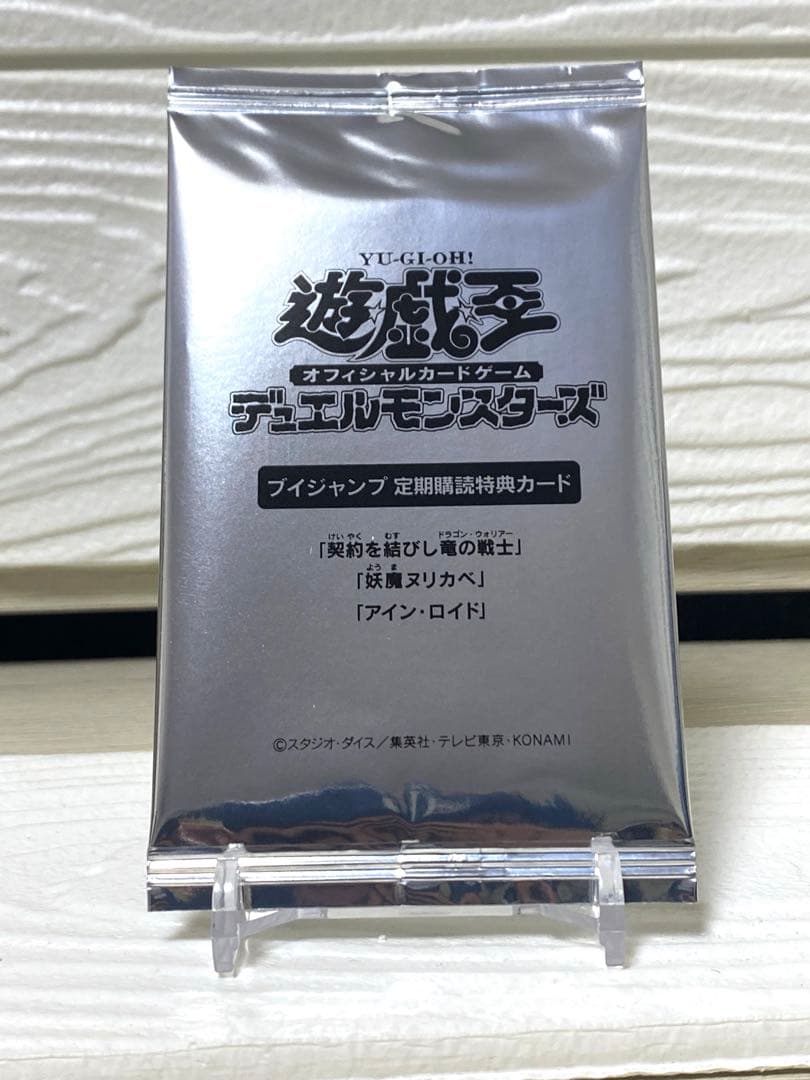 YU-GI-OH!
遊☆戯☆王
オフィシャルカードゲーム
デュエルモンスターズ
ブイジャンプ 定期購読特典カード
けいやく むす ドラゴン・ウォリアー
「契約を結びし竜の戦士」
ようま
「妖魔ヌリカベ」
「アイン・ロイド」
©スタジオ・ダイス／集英社・テレビ東京・KONAMI